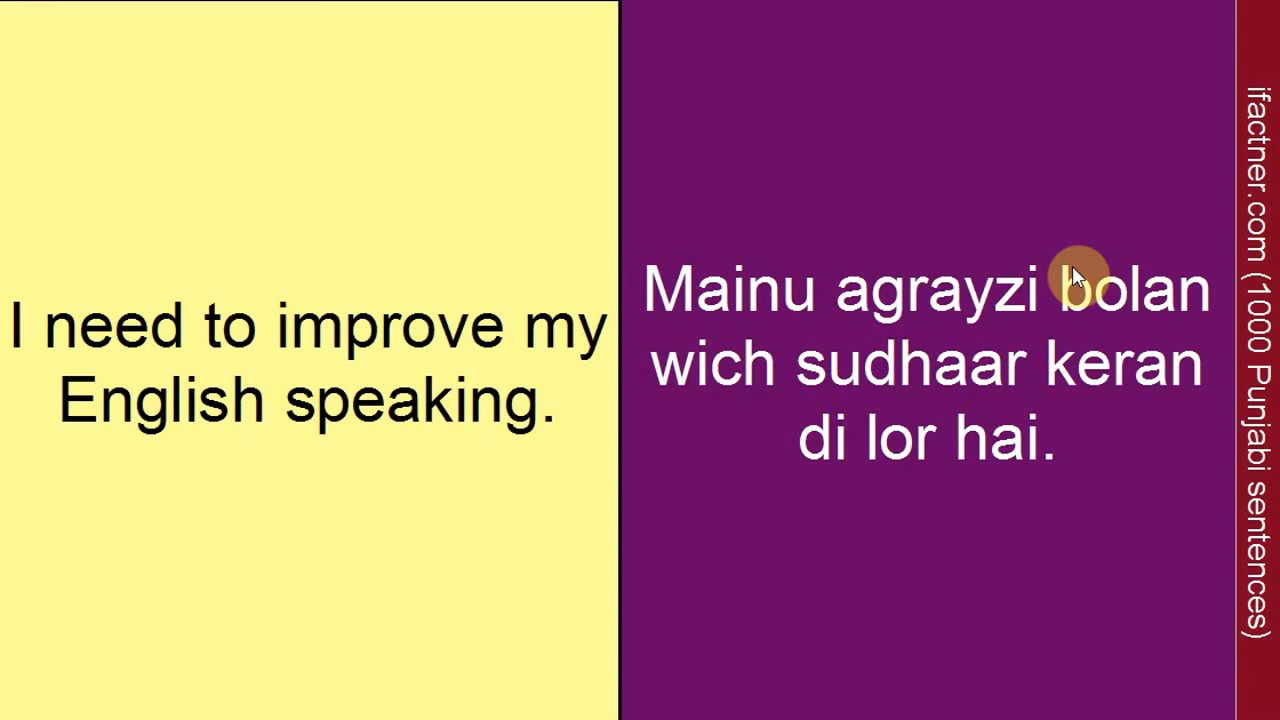 I need to improve my
English speaking.
Mainu agrayzi bolan
wich sudhaar keran
di lor hai.
ifactner.com (1000 Punjabi sentences)